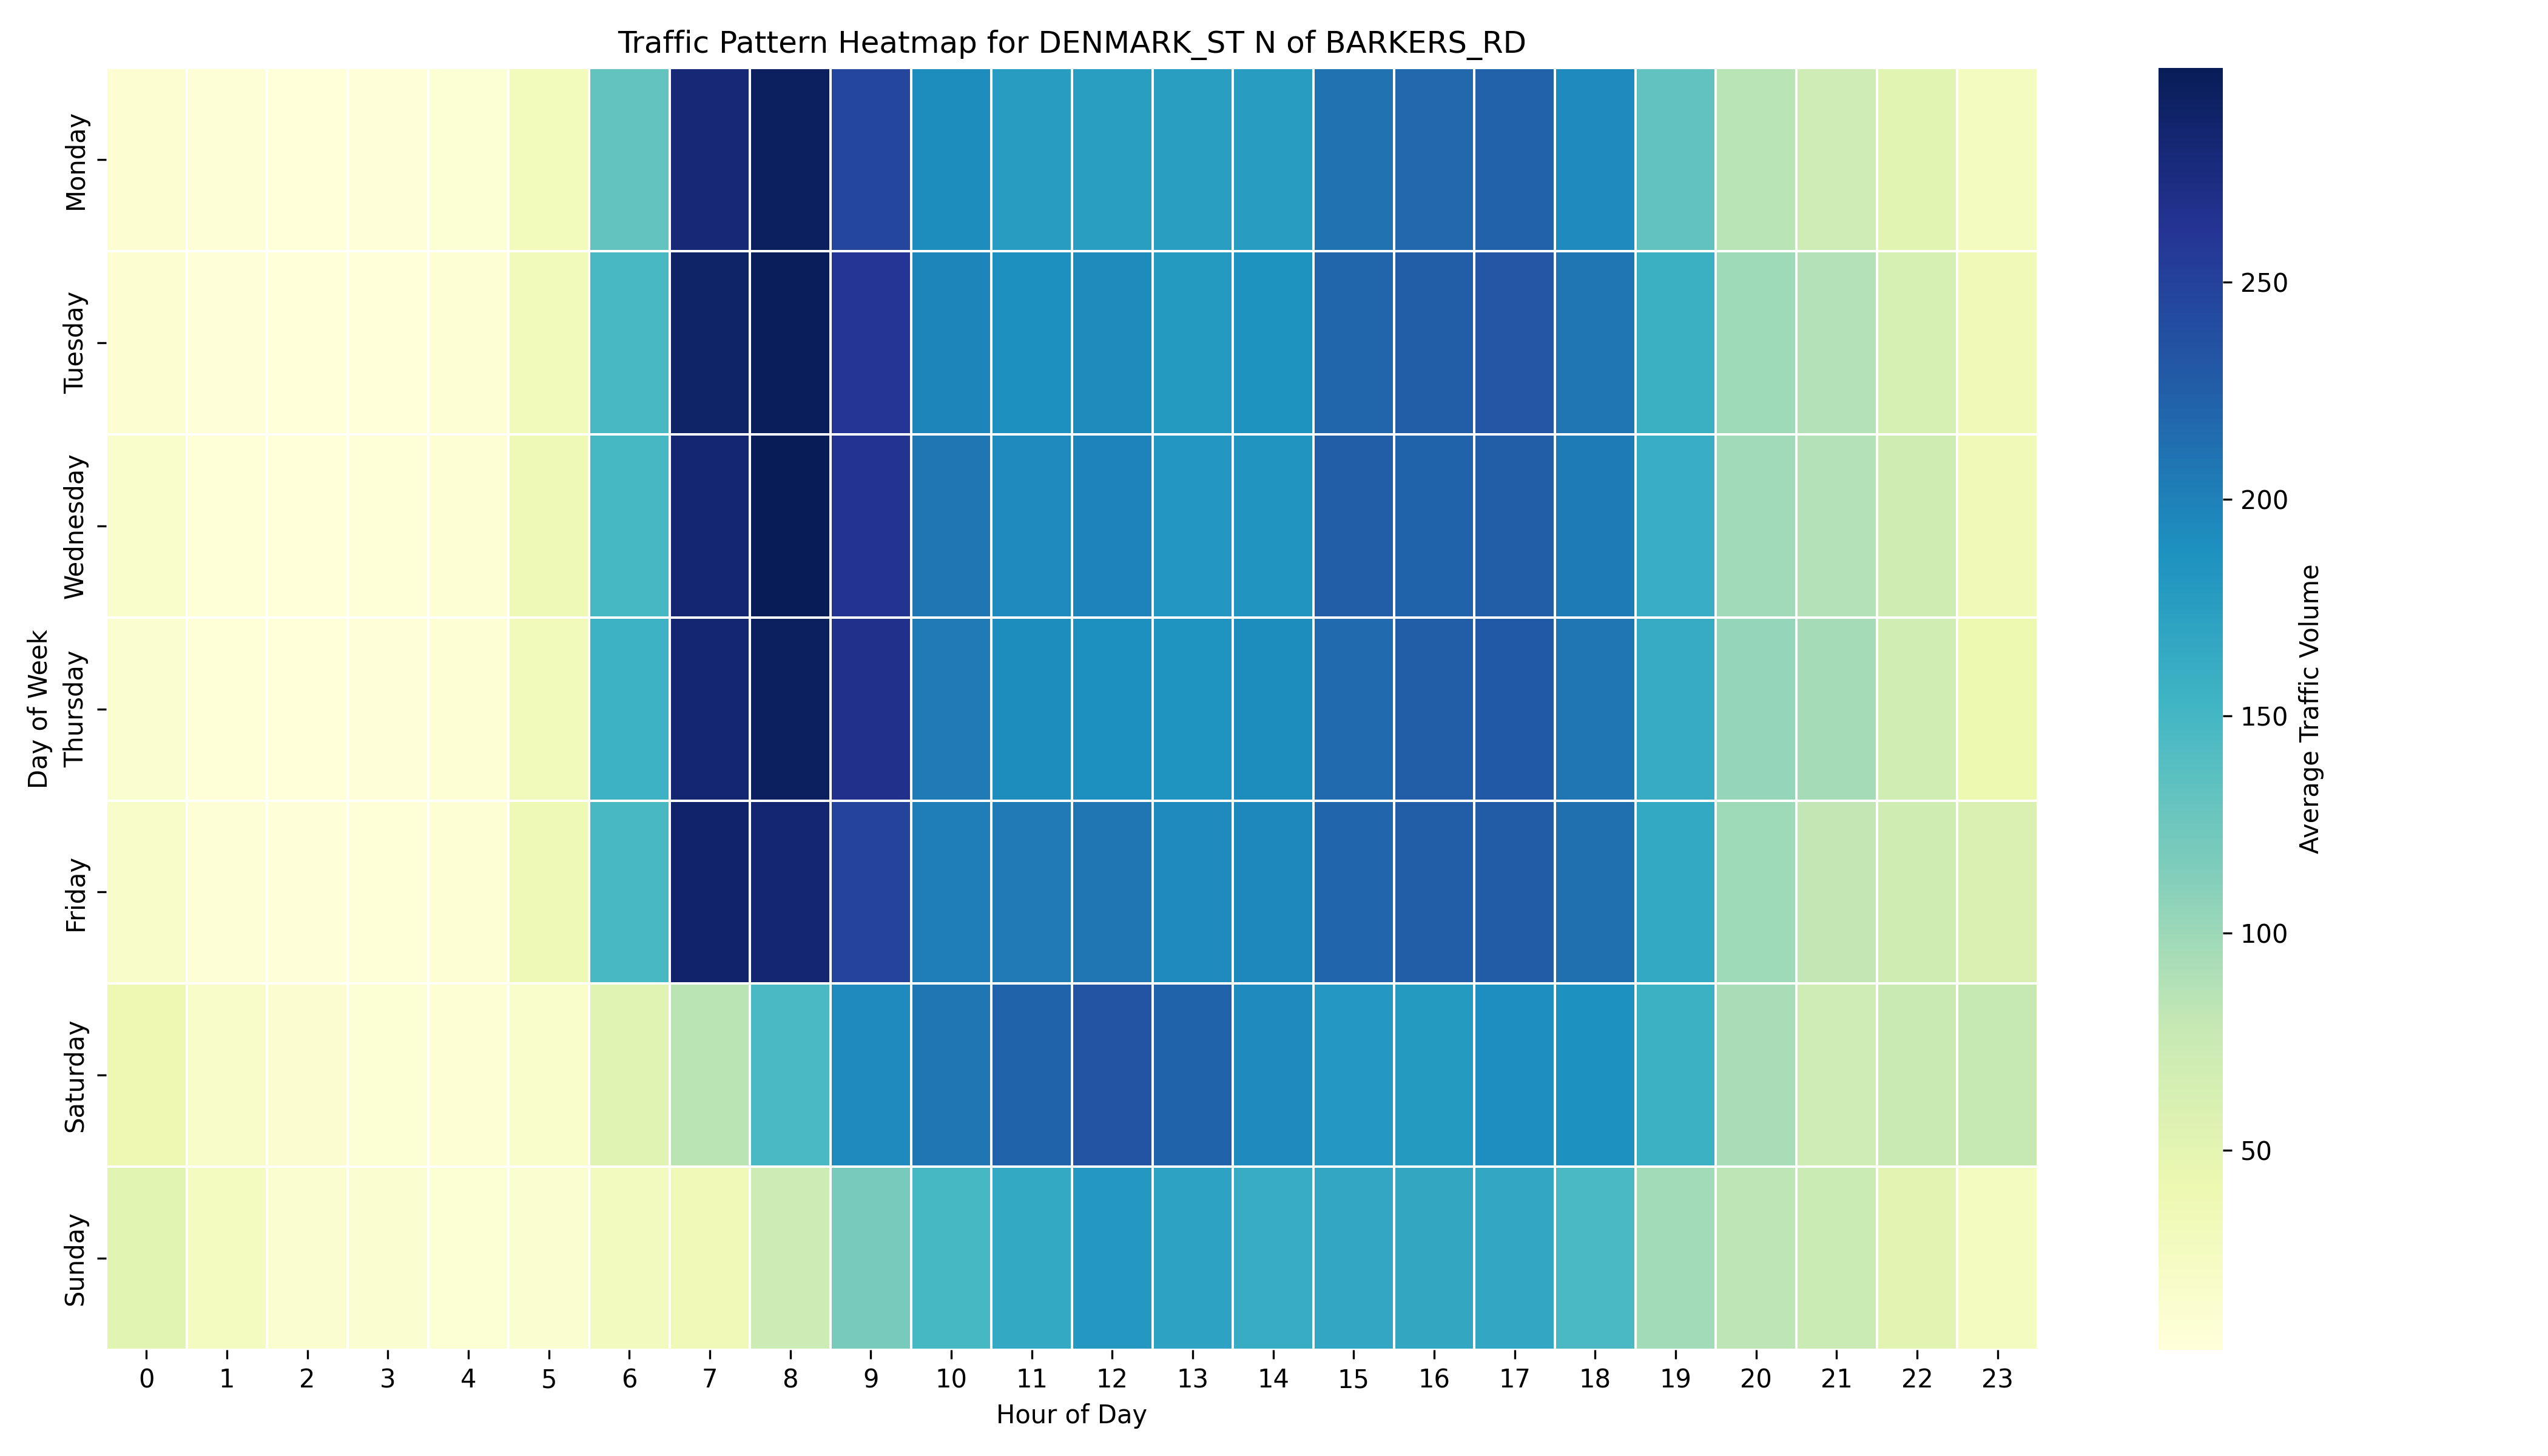 Traffic Pattern Heatmap for DENMARK_ST N of BARKERS_RD
Day of Week
Monday
Tuesday
Wednesday
Thursday
Friday
Saturday
Sunday
0 1 2 3 4 5 6 7 8 9 10 11 12 13 14 15 16 17 18 19 20 21 22 23
Hour of Day
250
200
150
100
50
Average Traffic Volume